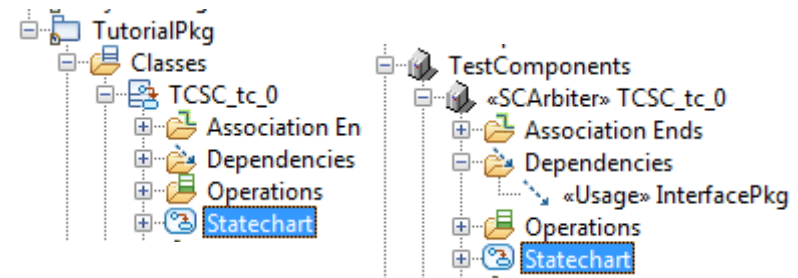 TutorialPkg
Classes
TCSC_tc_0
Association En
Dependencies
Operations
Statechart
TestComponents
«SCArbiter» TCSC_tc_0
Association Ends
Dependencies
«Usage» InterfacePkg
Operations
Statechart